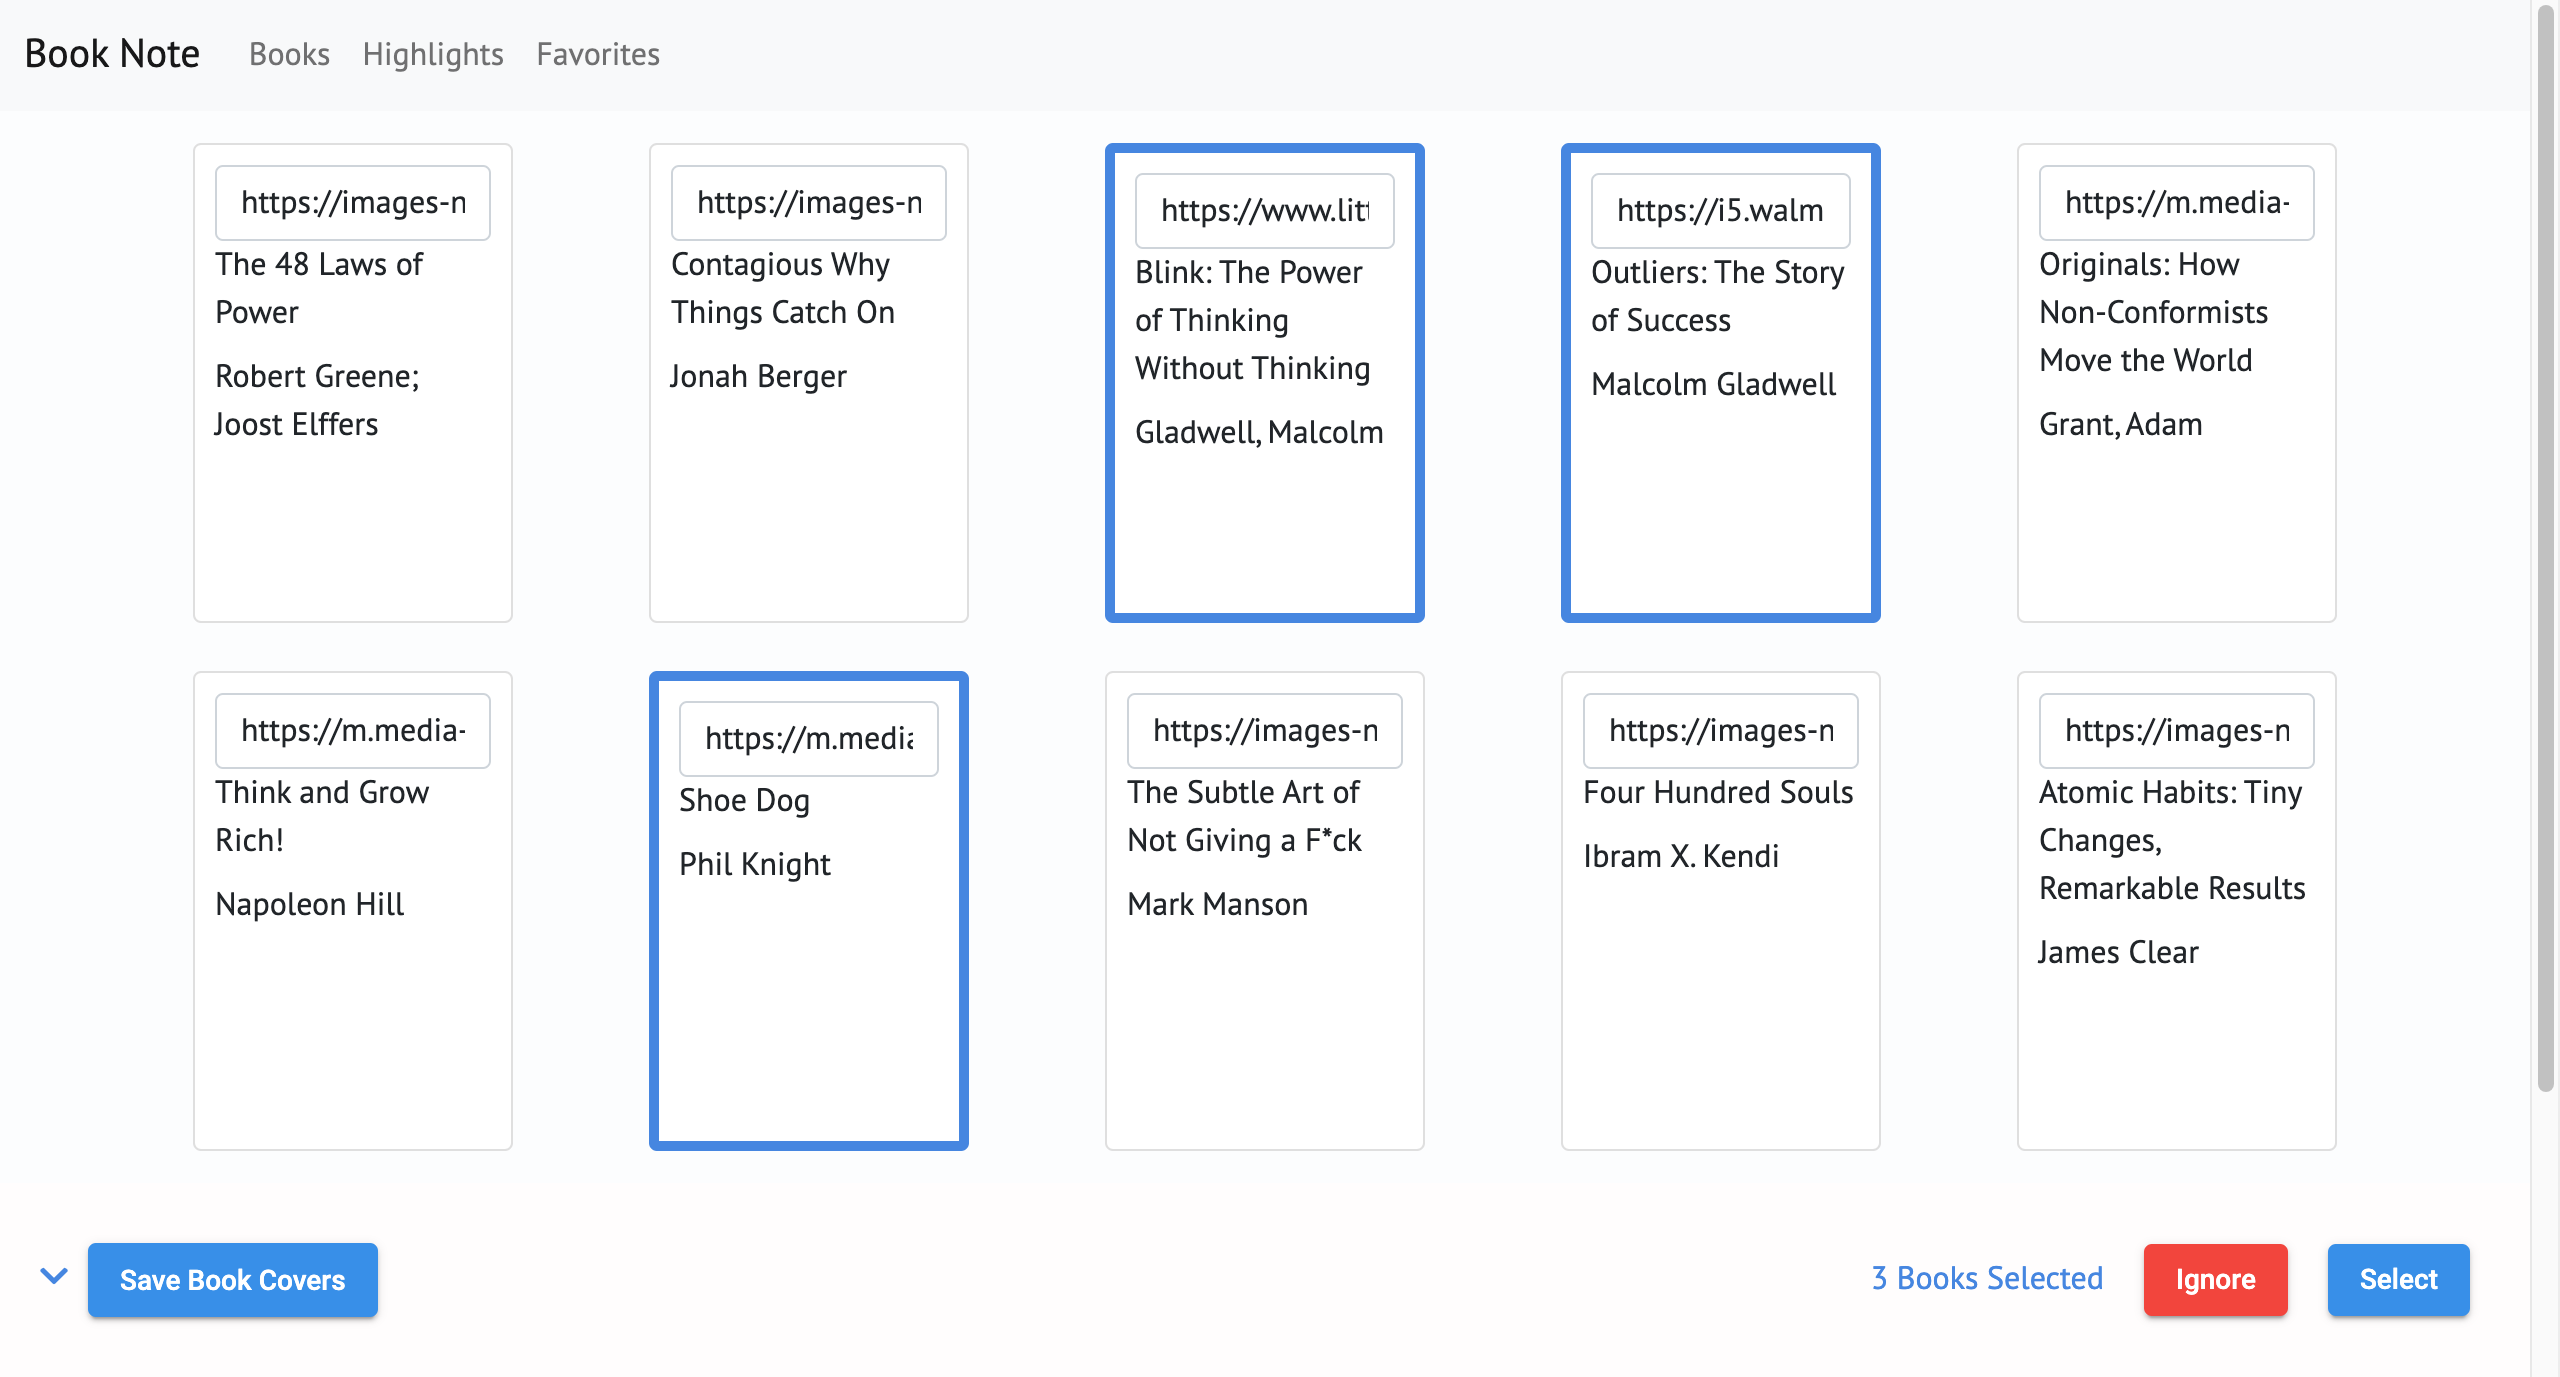 Book Note Books Highlights Favorites
https://images-n
The 48 Laws of
Power
Robert Greene;
Joost Elffers
https://images-n
Contagious Why
Things Catch On
Jonah Berger
https://www.litt
Blink: The Power
of Thinking
Without Thinking
Gladwell, Malcolm
https://i5.walm
Outliers: The Story
of Success
Malcolm Gladwell
https://m.media-
Originals: How
Non-Conformists
Move the World
Grant, Adam
https://m.media-
Think and Grow
Rich!
Napoleon Hill
https://m.media
Shoe Dog
Phil Knight
https://images-n
The Subtle Art of
Not Giving a F*ck
Mark Manson
https://images-n
Four Hundred Souls
Ibram X. Kendi
https://images-n
Atomic Habits: Tiny
Changes,
Remarkable Results
James Clear
Save Book Covers
3 Books Selected
Ignore
Select